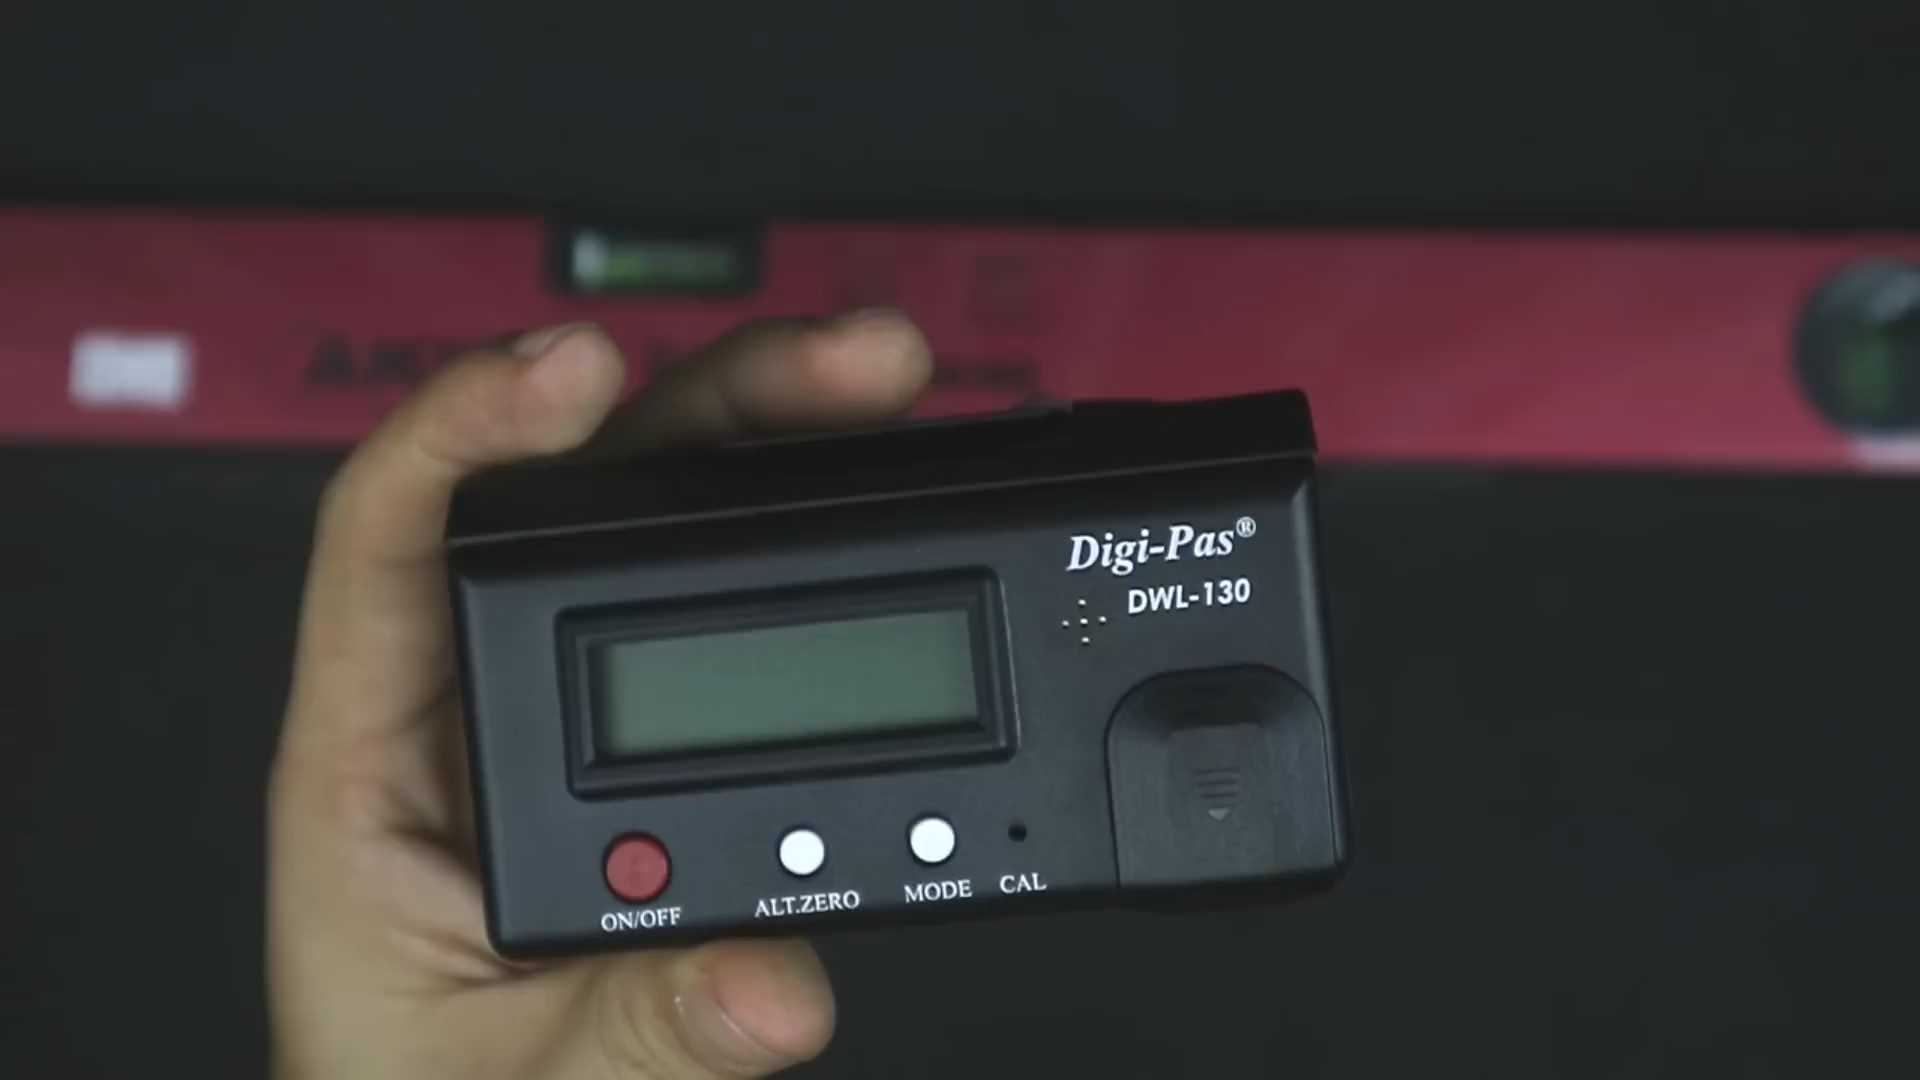 Digi-Pas®
DWL-130
ON/OFF
ALT.ZERO
MODE
CAL